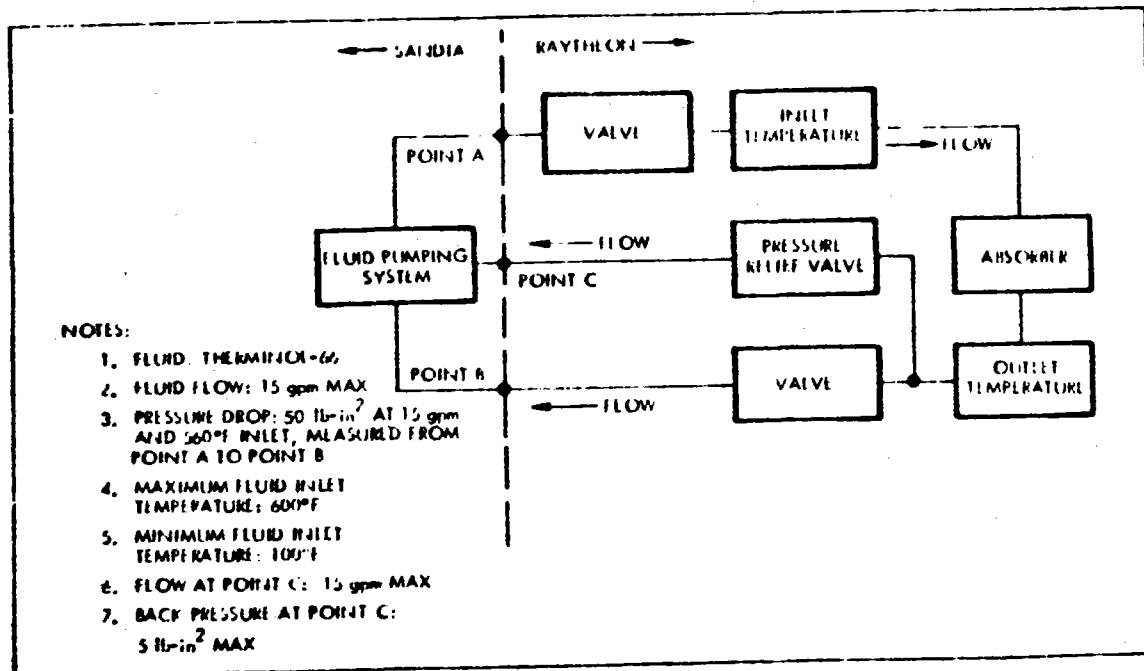 SANDIA
RAYTHEON
VALVE
INLET
TEMPERATURE
POINT A
FLOW
FLUID PUMPING
SYSTEM
FLOW
POINT C
PRESSURE
RELIEF VALVE
ABSORBER
POINT B
FLOW
VALVE
OUTLET
TEMPERATURE
NOTES:
1. FLUID: THERMINOL-66
2. FLUID FLOW: 15 gpm MAX
3. PRESSURE DROP: 50 lb-in² AT 15 gpm
AND 560°F INLET, MEASURED FROM
POINT A TO POINT B
4. MAXIMUM FLUID INLET
TEMPERATURE: 600°F
5. MINIMUM FLUID INLET
TEMPERATURE: 100°F
6. FLOW AT POINT C: 15 gpm MAX
7. BACK PRESSURE AT POINT C:
5 lb-in² MAX